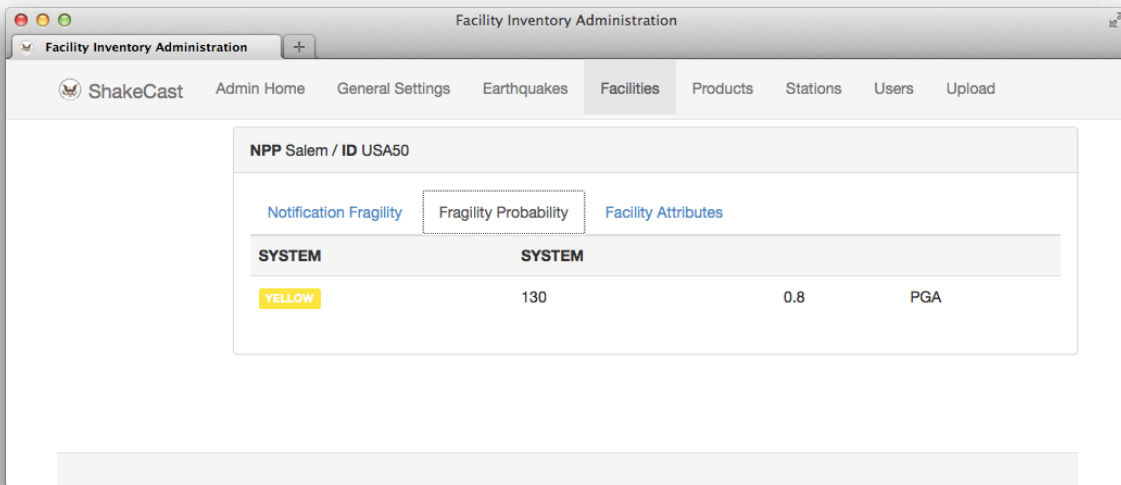 Facility Inventory Administration
Facility Inventory Administration
ShakeCast Admin Home General Settings Earthquakes Facilities Products Stations Users Upload
NPP Salem / ID USA50
Notification Fragility Fragility Probability Facility Attributes
SYSTEM SYSTEM
YELLOW 130 0.8 PGA